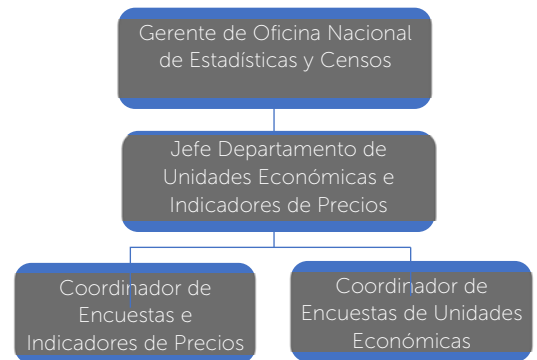 Gerente de Oficina Nacional
de Estadísticas y Censos
Jefe Departamento de
Unidades Económicas e
Indicadores de Precios
Coordinador de
Encuestas e
Indicadores de Precios
Coordinador de
Encuestas de Unidades
Económicas